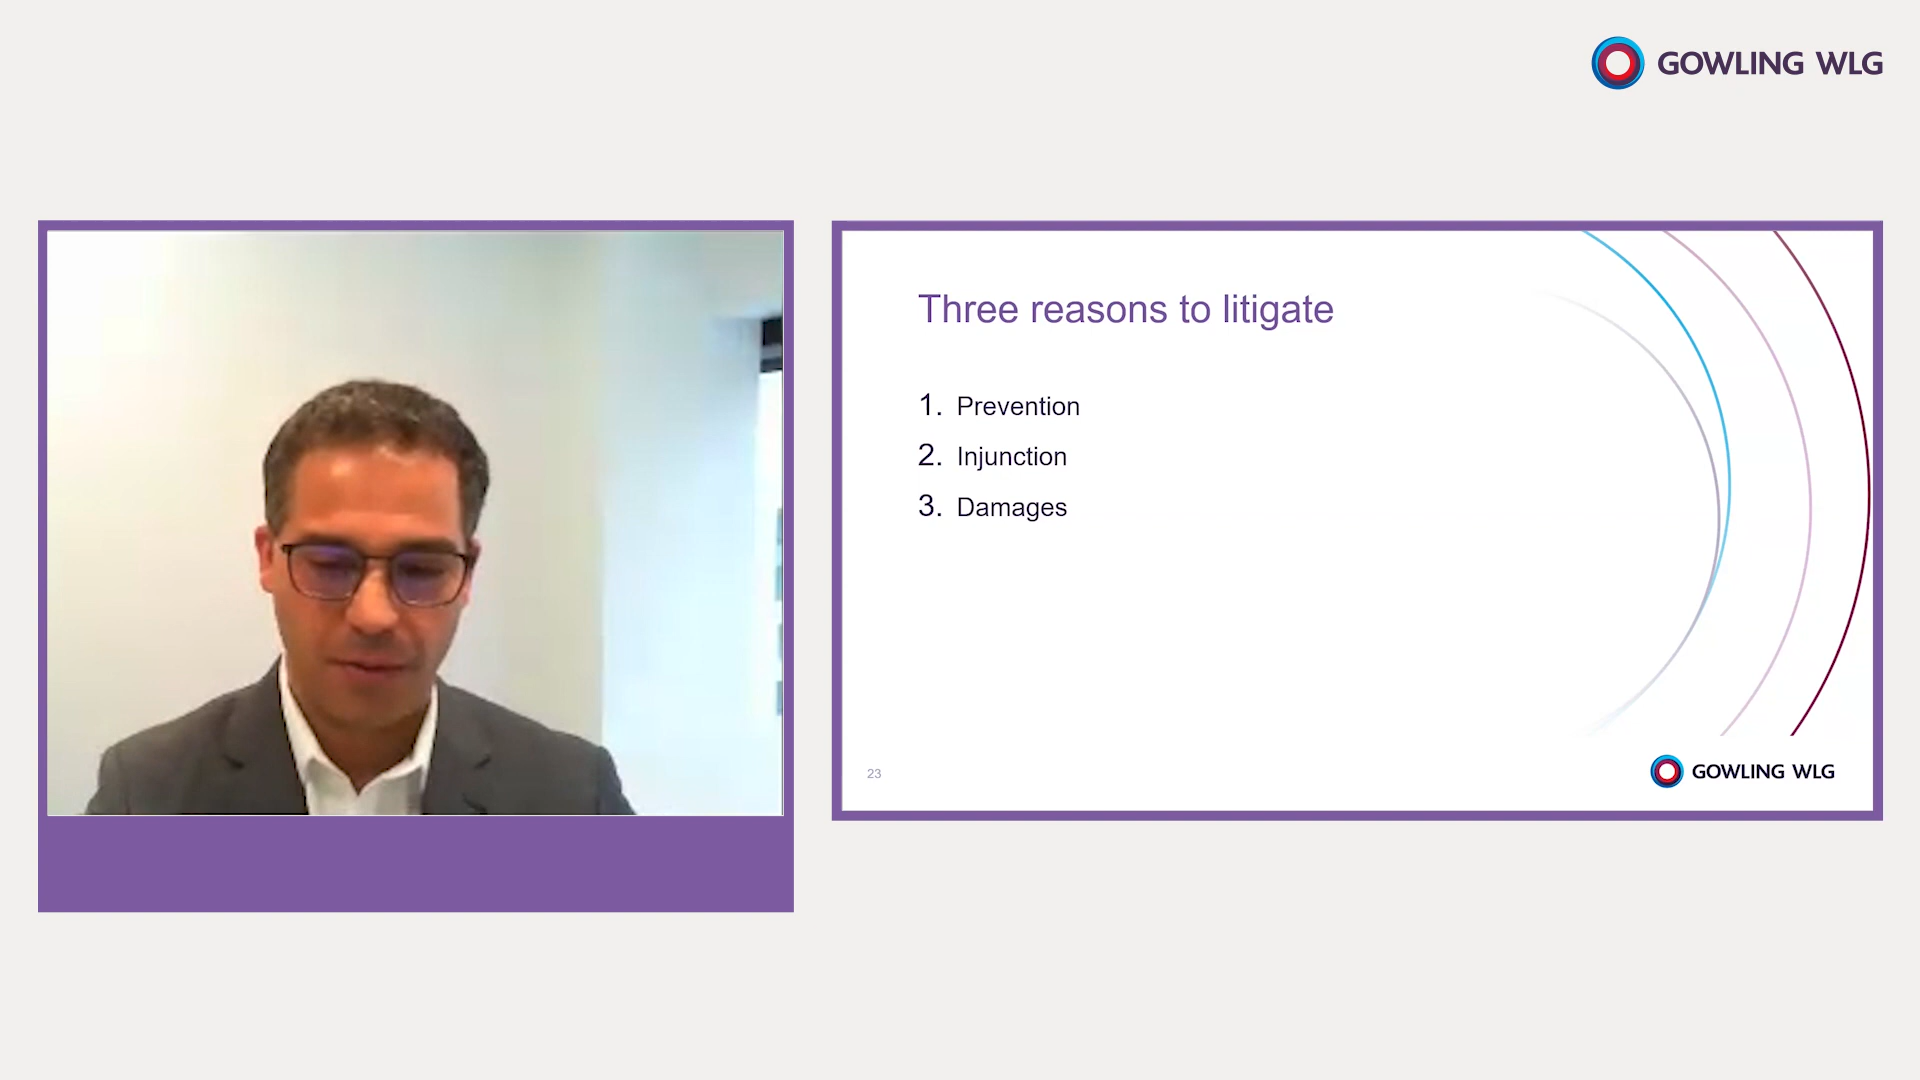 GOWLING WLG
Three reasons to litigate
1. Prevention
2. Injunction
3. Damages
23
GOWLING WLG